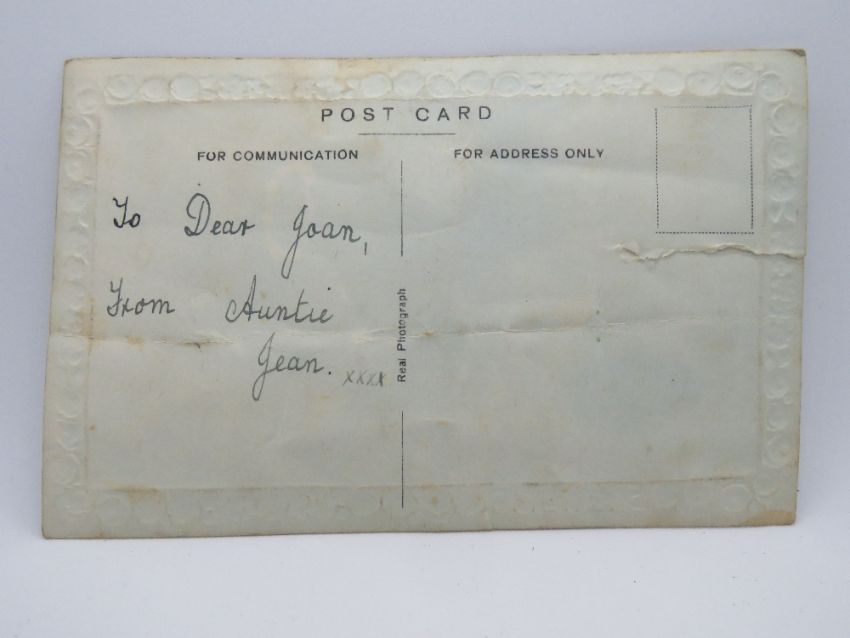 POST CARD
FOR COMMUNICATION
FOR ADDRESS ONLY
To Dear Joan,
From Auntie
Jean. xxxx
Real Photograph